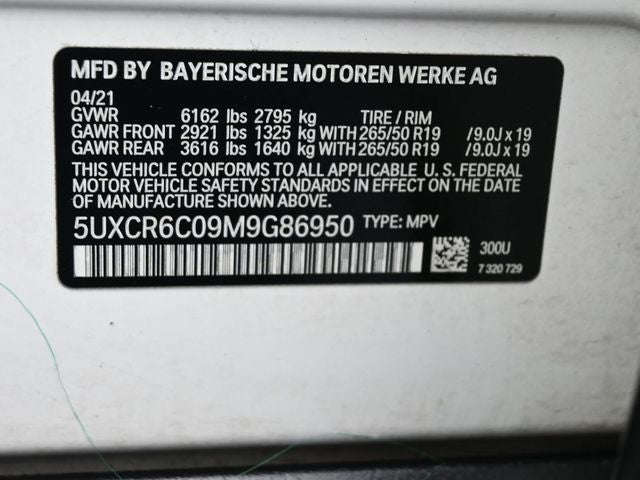 MFD BY BAYERISCHE MOTOREN WERKE AG
04/21
GVWR 6162 lbs 2795 kg TIRE / RIM
GAWR FRONT 2921 lbs 1325 kg WITH 265/50 R19 /9.0J x 19
GAWR REAR 3616 lbs 1640 kg WITH 265/50 R19 /9.0J x 19
THIS VEHICLE CONFORMS TO ALL APPLICABLE U. S. FEDERAL
MOTOR VEHICLE SAFETY STANDARDS IN EFFECT ON THE DATE
OF MANUFACTURE SHOWN ABOVE.
5UXCR6C09M9G86950 TYPE: MPV
300U
7 320 729